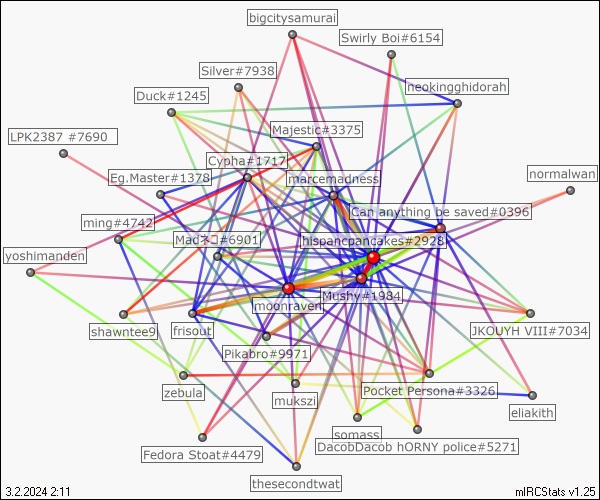 bigcitysamurai
Swirly Boi#6154
Silver#7938
neokingghidorah
Duck#1245
Majestic#3375
LPK2387 #7690
Cypha#1717
Eg.Master#1378
marcemadness
normalwan
Can anything be saved#0396
ming#4742
Madネコ#6901
hispancpancakes#2928
yoshimanden
Mushy#1984
moonraven
Shawntee9
frisout
JKOUYH VIII#7034
Pikabro#9971
zebula
Pocket Persona#3326
mukszi
eliakith
somass
DacobDacob hORNY police#5271
Fedora Stoat#4479
thesecondtwat
3.2.2024 2:11
mIRCStats v1.25